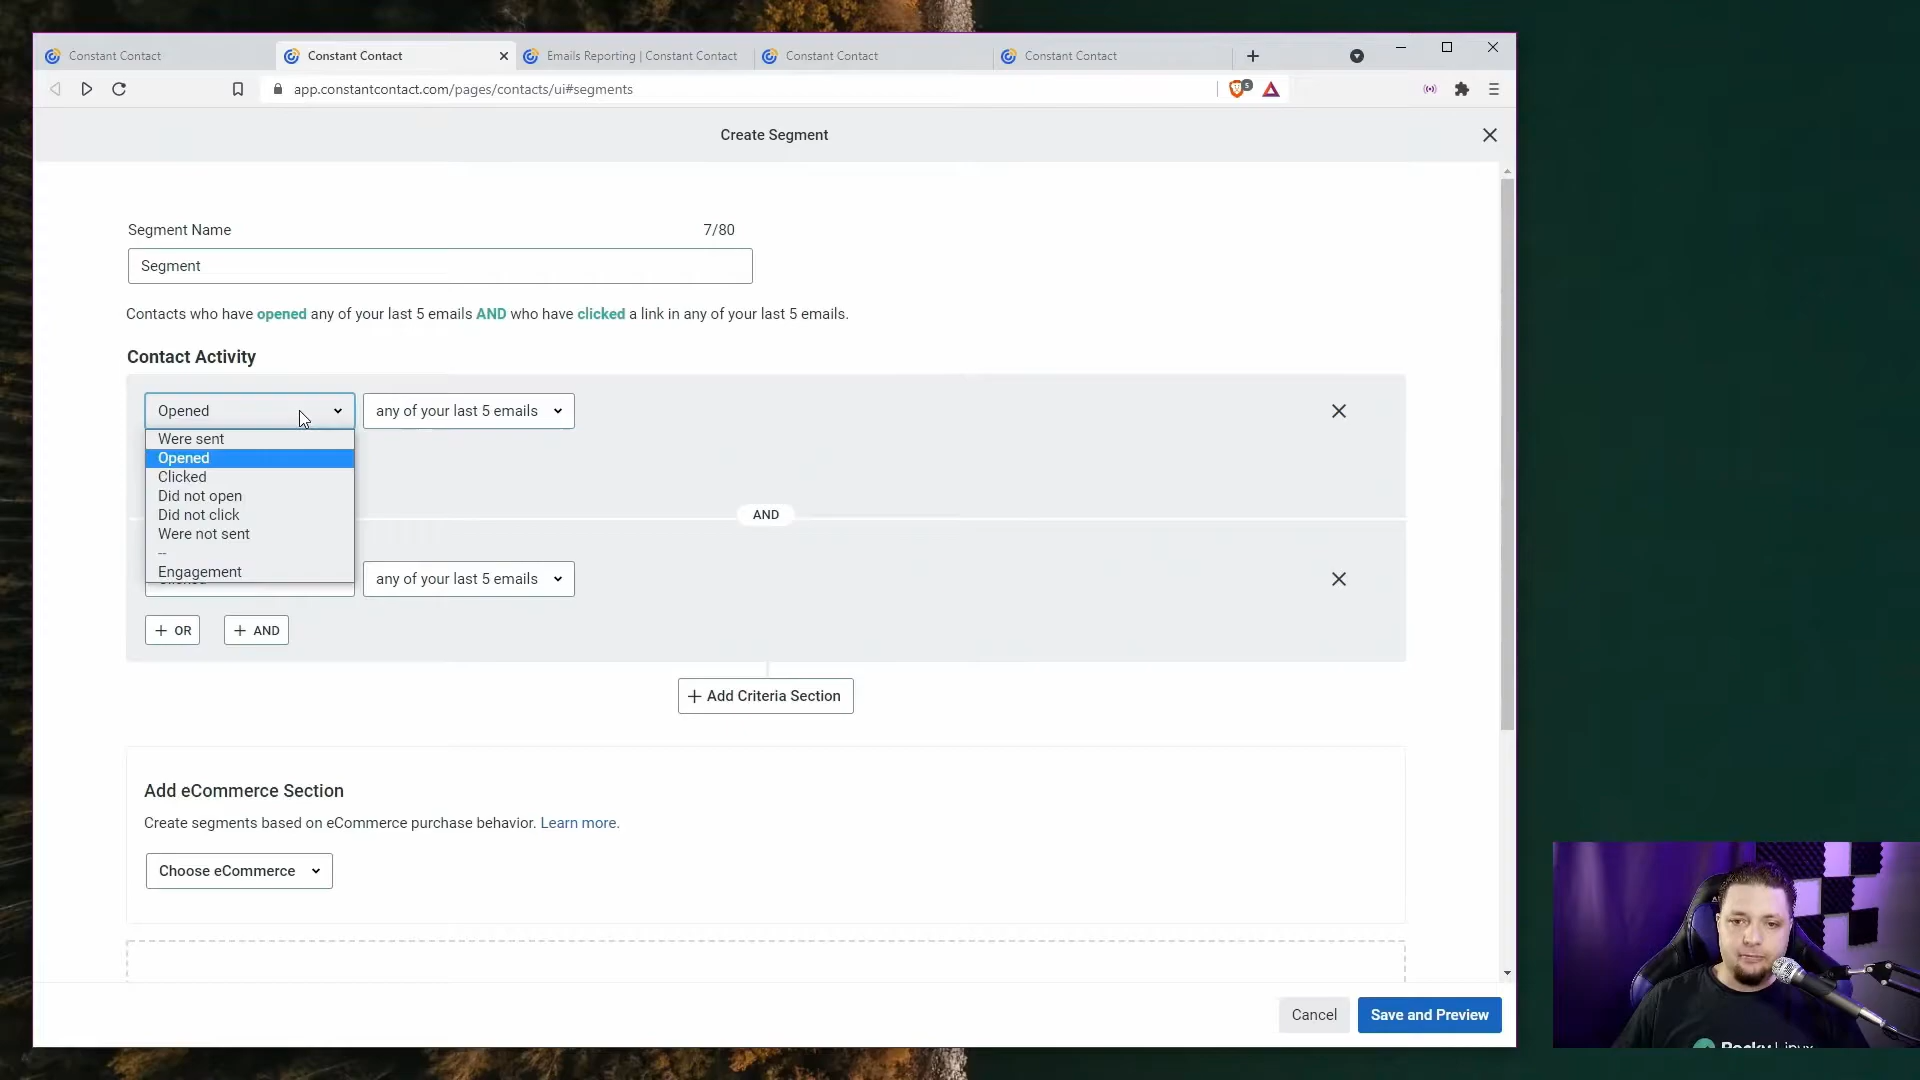 Constant Contact
Constant Contact
Emails Reporting | Constant Contact
Constant Contact
Constant Contact
app.constantcontact.com/pages/contacts/ui#segments
5
Create Segment
Segment Name
7/80
Segment
Contacts who have opened any of your last 5 emails AND who have clicked a link in any of your last 5 emails.
Contact Activity
Opened
any of your last 5 emails
Were sent
Opened
Clicked
Did not open
Did not click
Were not sent
--
Engagement
AND
any of your last 5 emails
OR
AND
Add Criteria Section
Add eCommerce Section
Create segments based on eCommerce purchase behavior. Learn more.
Choose eCommerce
Cancel
Save and Preview
Rocky Linux